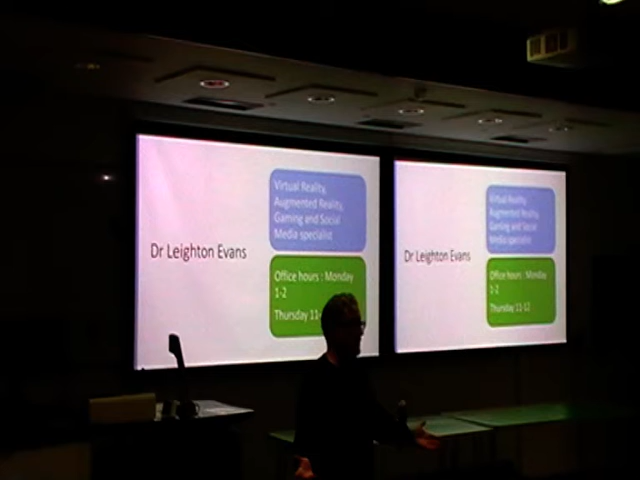 Dr Leighton Evans
Virtual Reality,
Augmented Reality,
Gaming and Social
Media specialist
Office hours : Monday
1-2
Thursday 11-
Dr Leighton Evans
Virtual Reality,
Augmented Reality,
Gaming and Social
Media specialist
Office hours : Monday
1-2
Thursday 11-12